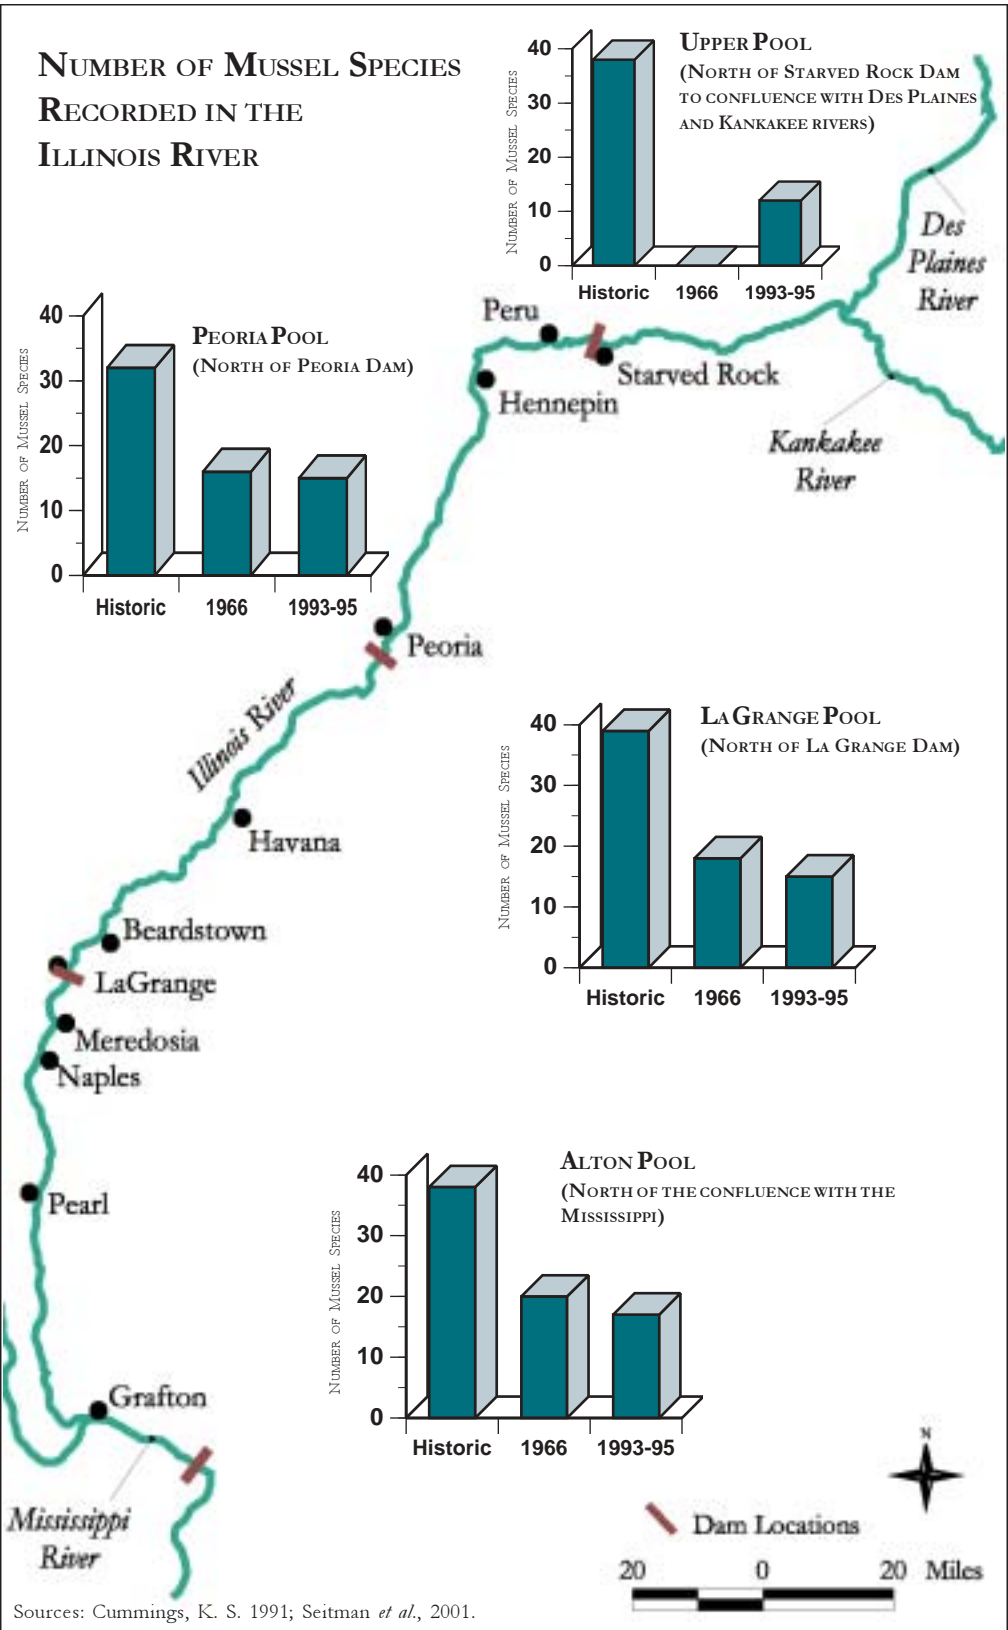 NUMBER OF MUSSEL SPECIES
RECORDED IN THE
ILLINOIS RIVER
UPPER POOL
(NORTH OF STARVED ROCK DAM
TO CONFLUENCE WITH DES PLAINES
AND KANKAKEE RIVERS)
NUMBER OF MUSSEL SPECIES
40
30
20
10
0
Historic 1966 1993-95
Des
Plaines
River
Peru
Starved Rock
Hennepin
Kankakee
River
PEORIA POOL
(NORTH OF PEORIA DAM)
NUMBER OF MUSSEL SPECIES
40
30
20
10
0
Historic 1966 1993-95
Peoria
Illinois River
Havana
LA GRANGE POOL
(NORTH OF LA GRANGE DAM)
NUMBER OF MUSSEL SPECIES
40
30
20
10
0
Historic 1966 1993-95
Beardstown
LaGrange
Meredosia
Naples
Pearl
ALTON POOL
(NORTH OF THE CONFLUENCE WITH THE
MISSISSIPPI)
NUMBER OF MUSSEL SPECIES
40
30
20
10
0
Historic 1966 1993-95
Grafton
Mississippi
River
N
Dam Locations
20 0 20 Miles
Sources: Cummings, K. S. 1991; Seitman et al., 2001.